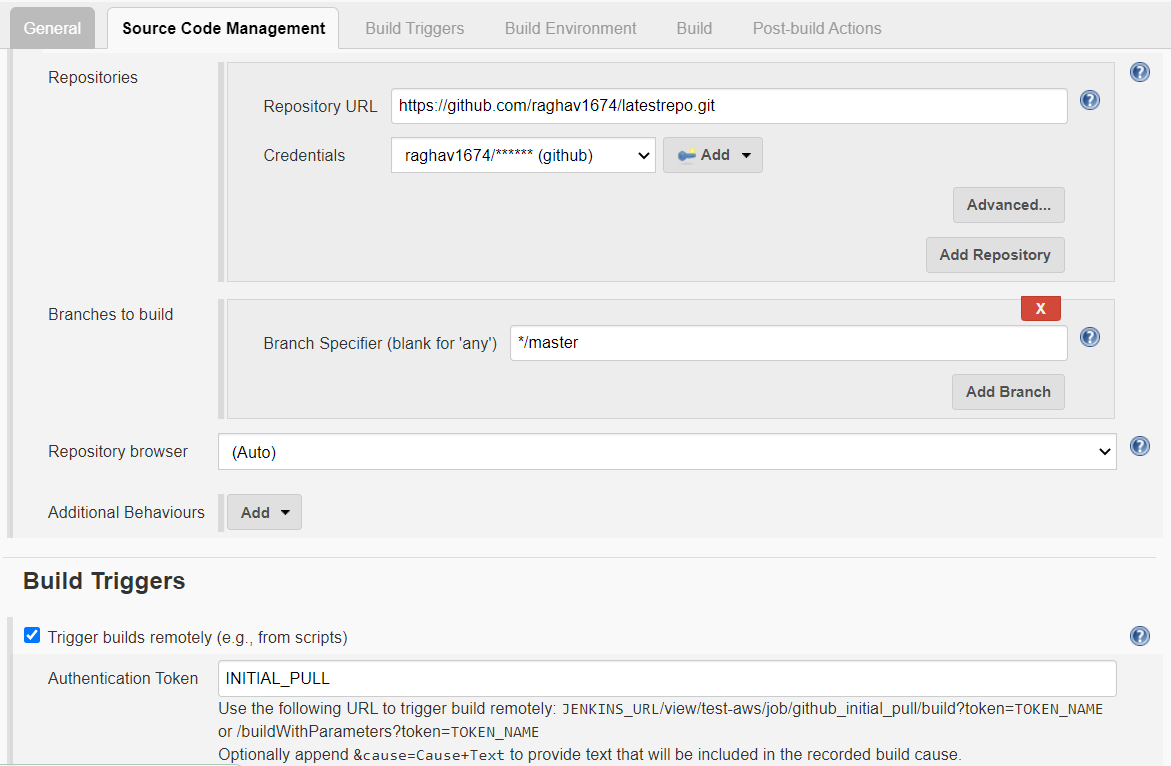 General Source Code Management Build Triggers Build Environment Build Post-build Actions
Repositories
?
Repository URL https://github.com/raghav1674/latestrepo.git
?
Credentials raghav1674/****** (github) Add
Advanced...
Add Repository
Branches to build
X
Branch Specifier (blank for 'any') */master
?
Add Branch
Repository browser (Auto)
?
Additional Behaviours Add
Build Triggers
Trigger builds remotely (e.g., from scripts)
?
Authentication Token INITIAL_PULL
Use the following URL to trigger build remotely: JENKINS_URL/view/test-aws/job/github_initial_pull/build?token=TOKEN_NAME
or /buildWithParameters?token=TOKEN_NAME
Optionally append &cause=Cause+Text to provide text that will be included in the recorded build cause.